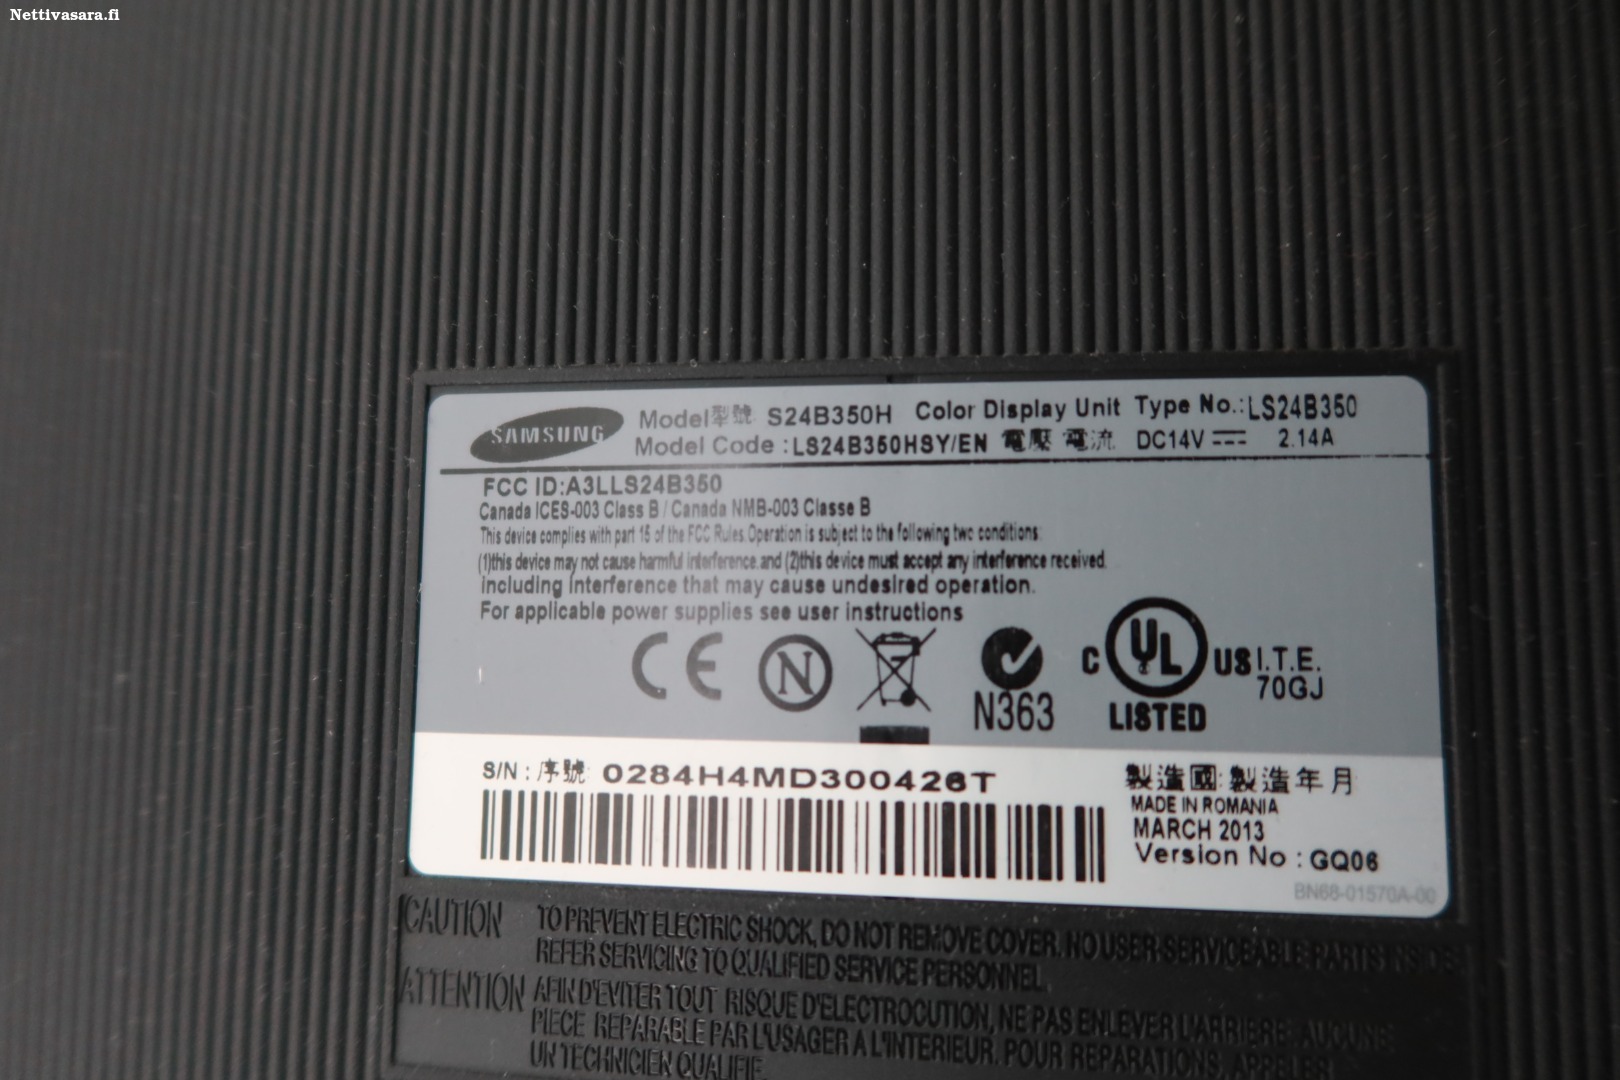 Nettivasara.fi
SAMSUNG
Model型號 S24B350H Color Display Unit Type No.:LS24B350
Model Code :LS24B350HSY/EN 電壓 電流 DC14V 2.14A
FCC ID:A3LLS24B350
Canada ICES-003 Class B / Canada NMB-003 Classe B
This device complies with part 15 of the FCC Rules.Operation is subject to the following two conditions:
(1)this device may not cause harmful interference.and (2)this device must accept any interference received.
including interference that may cause undesired operation.
For applicable power supplies see user instructions
CE N N363 C UL US LISTED I.T.E.
70GJ
S/N : 序號 0284H4MD300426T
製造國 製造年月
MADE IN ROMANIA
MARCH 2013
Version No : GQ06
BN68-01570A-00
CAUTION TO PREVENT ELECTRIC SHOCK, DO NOT REMOVE COVER. NO USER-SERVICEABLE PARTS INSIDE.
REFER SERVICING TO QUALIFIED SERVICE PERSONNEL.
ATTENTION AFIN D'EVITER TOUT RISQUE D'ELECTROCUTION, NE PAS ENLEVER L'ARRIERE. AUCUNE
PIECE REPARABLE PAR L'USAGER A L'INTERIEUR. POUR REPARATIONS, APPELER
UN TECHNICIEN QUALIFIE.